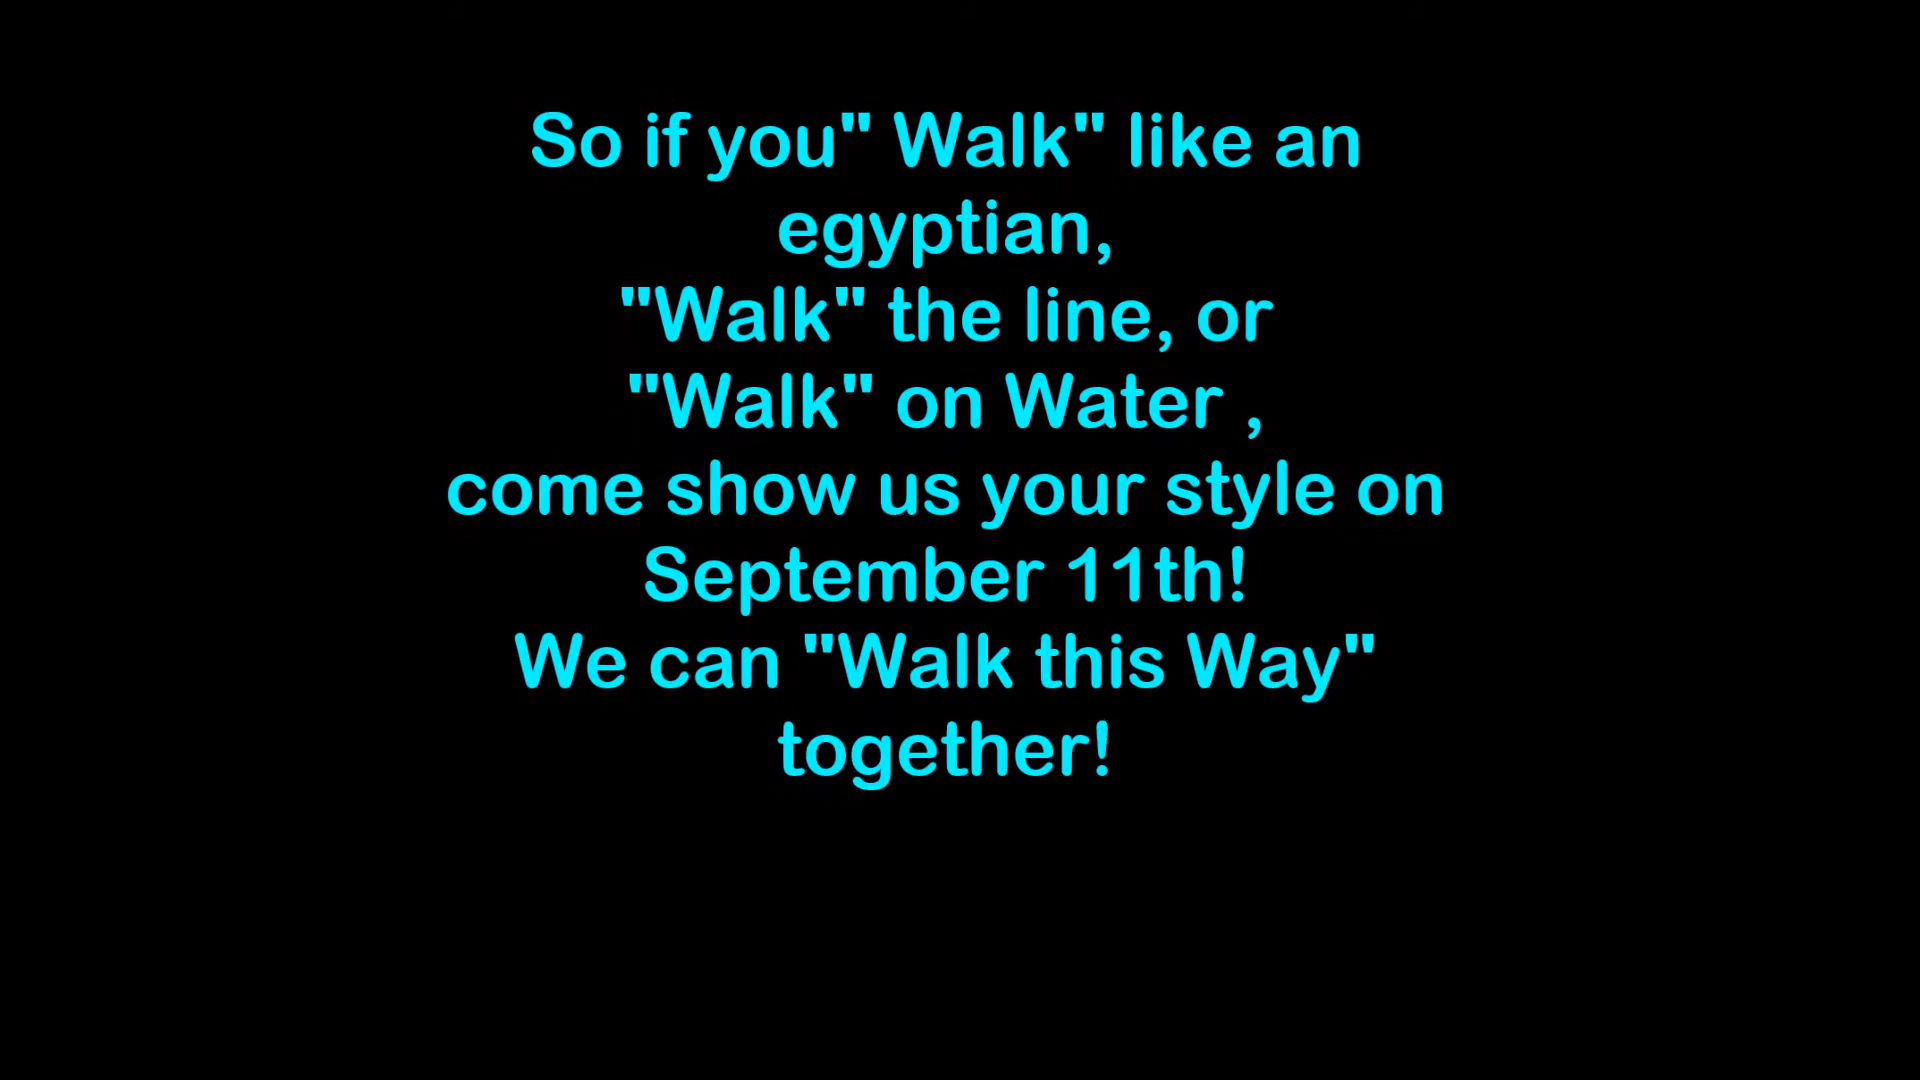 So if you" Walk" like an
egyptian,
"Walk" the line, or
"Walk" on Water ,
come show us your style on
September 11th!
We can "Walk this Way"
together!